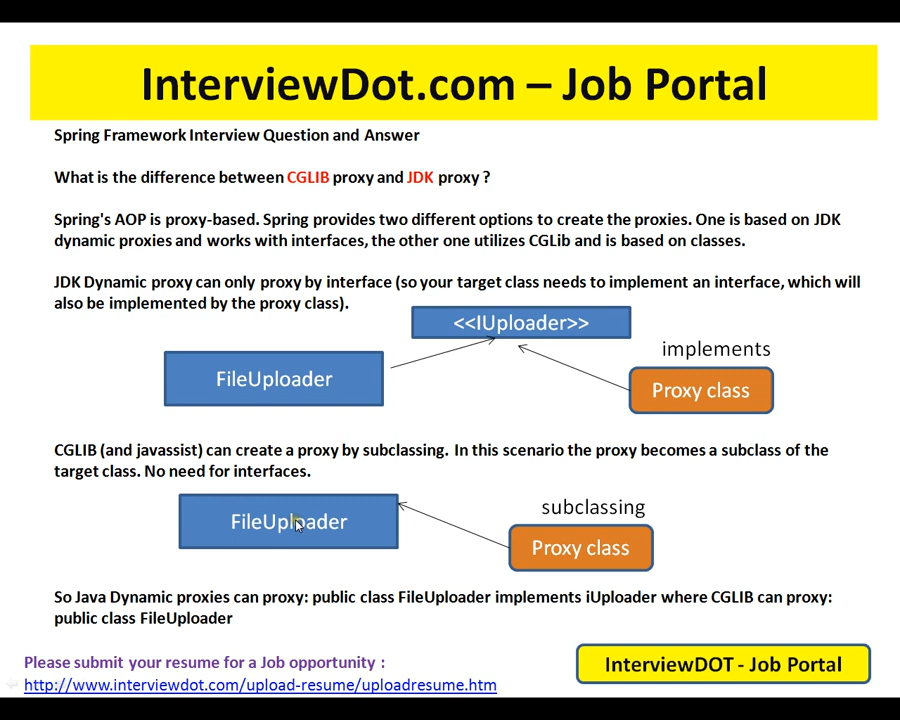 InterviewDot.com – Job Portal
Spring Framework Interview Question and Answer
What is the difference between CGLIB proxy and JDK proxy ?
Spring's AOP is proxy-based. Spring provides two different options to create the proxies. One is based on JDK
dynamic proxies and works with interfaces, the other one utilizes CGLib and is based on classes.
JDK Dynamic proxy can only proxy by interface (so your target class needs to implement an interface, which will
also be implemented by the proxy class).
<<IUploader>>
implements
FileUploader
Proxy class
CGLIB (and javassist) can create a proxy by subclassing. In this scenario the proxy becomes a subclass of the
target class. No need for interfaces.
subclassing
FileUploader
Proxy class
So Java Dynamic proxies can proxy: public class FileUploader implements iUploader where CGLIB can proxy:
public class FileUploader
Please submit your resume for a Job opportunity :
InterviewDOT - Job Portal
http://www.interviewdot.com/upload-resume/uploadresume.htm